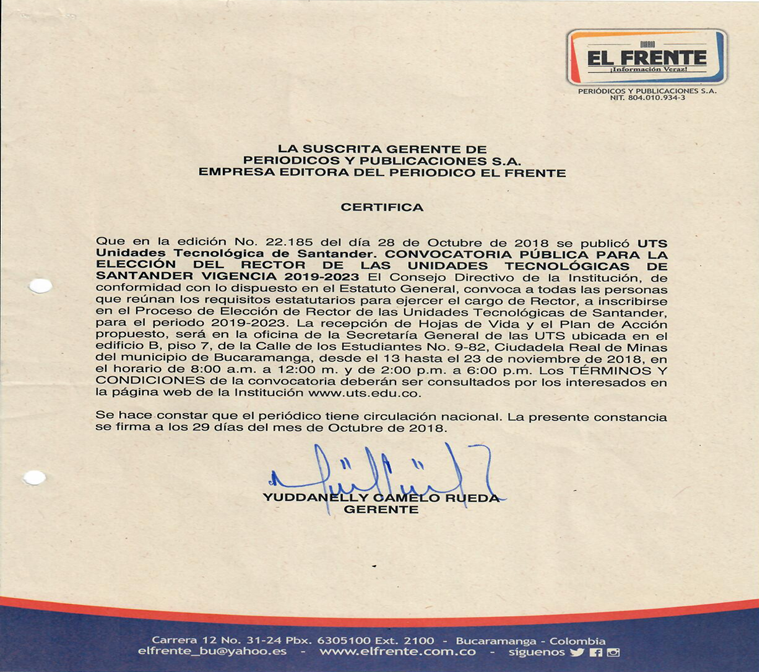 EL FRENTE
¡Información Veraz!
PERIÓDICOS Y PUBLICACIONES S.A.
NIT. 804.010.934-3
LA SUSCRITA GERENTE DE
PERIODICOS Y PUBLICACIONES S.A.
EMPRESA EDITORA DEL PERIODICO EL FRENTE
CERTIFICA
Que en la edición No. 22.185 del día 28 de Octubre de 2018 se publicó UTS
Unidades Tecnológica de Santander. CONVOCATORIA PÚBLICA PARA LA
ELECCIÓN DEL RECTOR DE LAS UNIDADES TECNOLÓGICAS DE
SANTANDER VIGENCIA 2019-2023 El Consejo Directivo de la Institución, de
conformidad con lo dispuesto en el Estatuto General, convoca a todas las personas
que reúnan los requisitos estatutarios para ejercer el cargo de Rector, a inscribirse
en el Proceso de Elección de Rector de las Unidades Tecnológicas de Santander,
para el periodo 2019-2023. La recepción de Hojas de Vida y el Plan de Acción
propuesto, será en la oficina de la Secretaría General de las UTS ubicada en el
edificio B, piso 7, de la Calle de los Estudiantes No. 9-82, Ciudadela Real de Minas
del municipio de Bucaramanga, desde el 13 hasta el 23 de noviembre de 2018, en
el horario de 8:00 a.m. a 12:00 m. y de 2:00 p.m. a 6:00 p.m. Los TÉRMINOS Y
CONDICIONES de la convocatoria deberán ser consultados por los interesados en
la página web de la Institución www.uts.edu.co.
Se hace constar que el periódico tiene circulación nacional. La presente constancia
se firma a los 29 días del mes de Octubre de 2018.
YUDDANELLY CAMELO RUEDA
GERENTE
Carrera 12 No. 31-24 Pbx. 6305100 Ext. 2100 - Bucaramanga - Colombia
elfrente_bu@yahoo.es - www.elfrente.com.co - siguenos